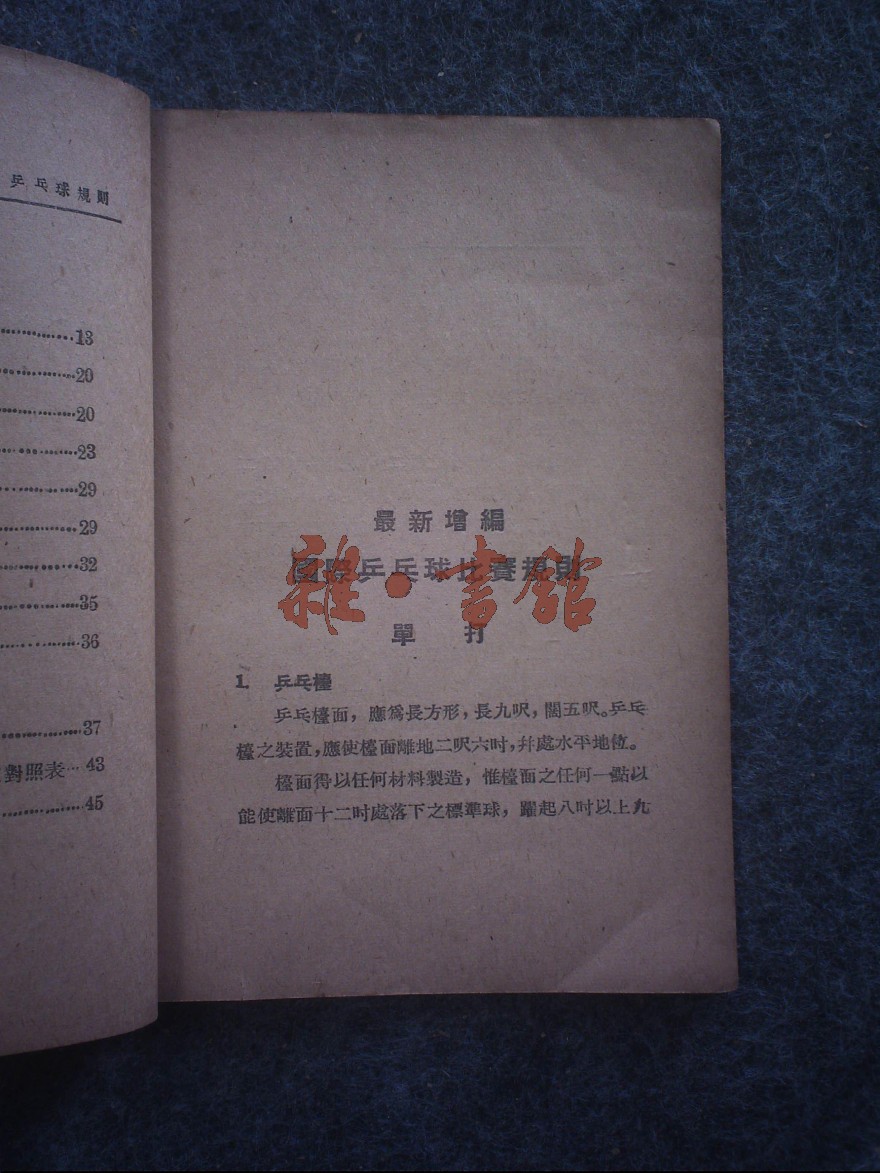 乒乓球規則
13
20
20
23
29
29
32
35
36
37
對照表…43
45
最新增編
國際乒乓球比賽規則
雜·書館
單打
1. 乒乓檯
乒乓檯面，應爲長方形，長九呎，闊五呎。乒乓
檯之裝置，應使檯面離地二呎六吋，幷處水平地位。
檯面得以任何材料製造，惟檯面之任何一點以
能使離面十二吋處落下之標準球，躍起八吋以上九